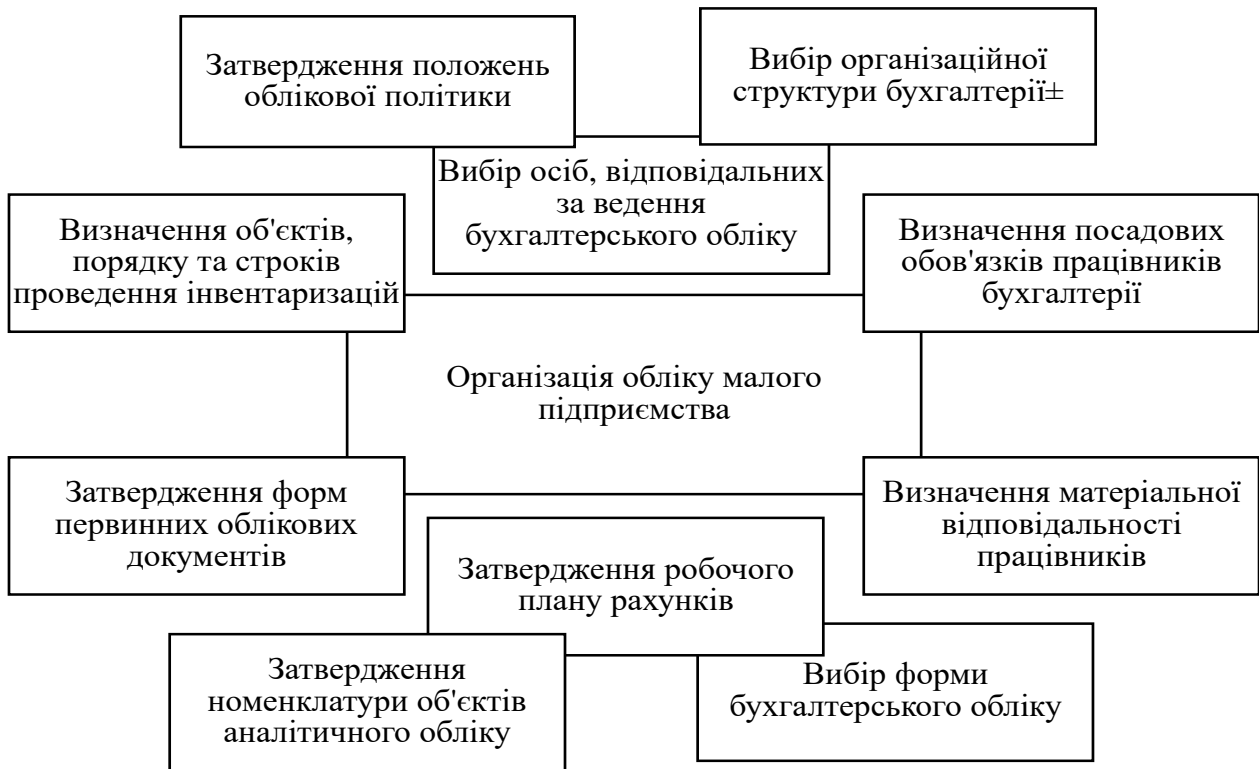 Затвердження положень
облікової політики
Вибір організаційної
структури бухгалтерії±
Вибір осіб, відповідальних
за ведення
бухгалтерського обліку
Визначення об'єктів,
порядку та строків
проведення інвентаризацій
Визначення посадових
обов'язків працівників
бухгалтерії
Організація обліку малого
підприємства
Затвердження форм
первинних облікових
документів
Визначення матеріальної
відповідальності
працівників
Затвердження робочого
плану рахунків
Затвердження
номенклатури об'єктів
аналітичного обліку
Вибір форми
бухгалтерського обліку